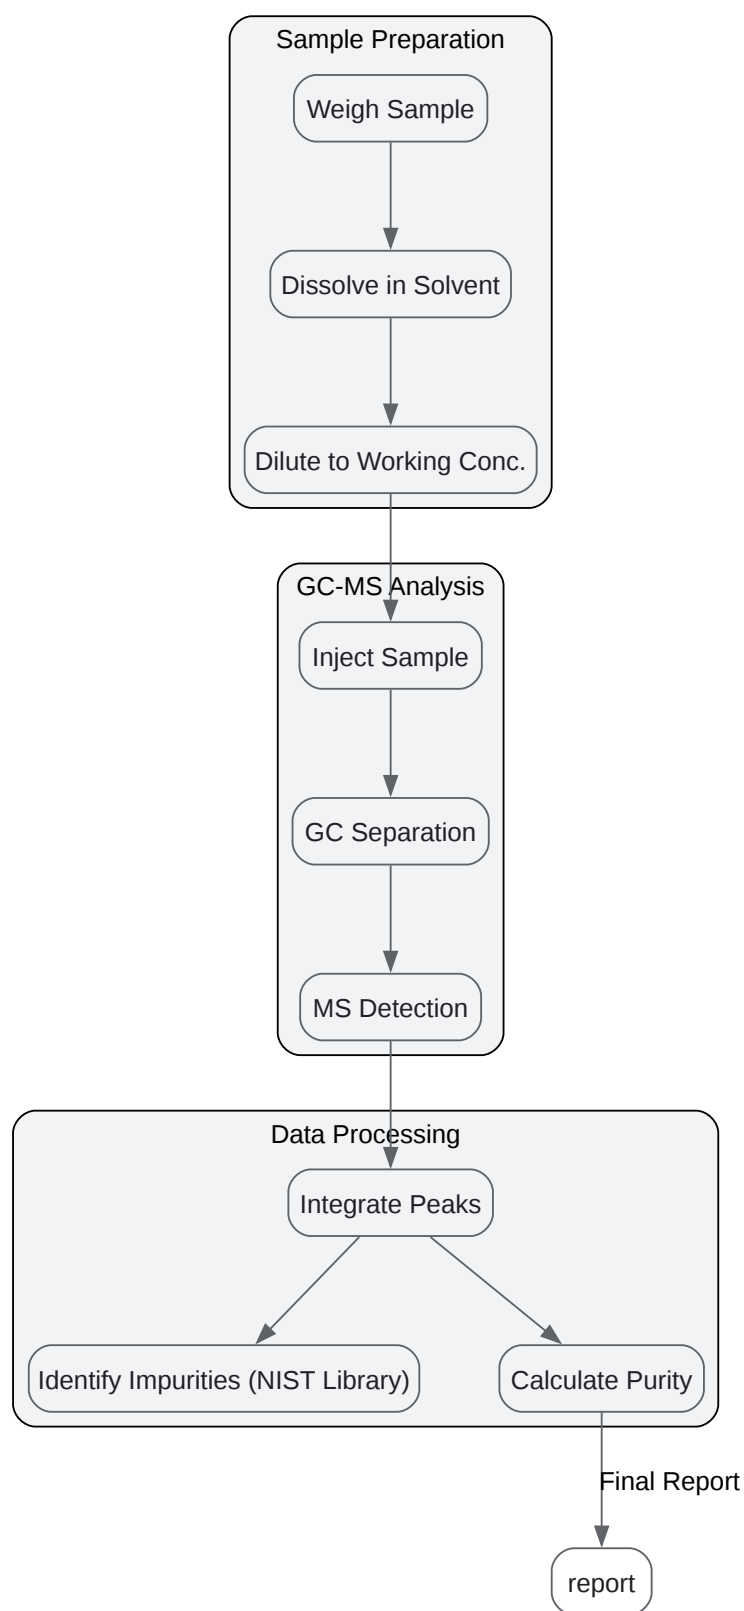 Sample Preparation
Weigh Sample
Dissolve in Solvent
Dilute to Working Conc.
GC-MS Analysis
Inject Sample
GC Separation
MS Detection
Data Processing
Integrate Peaks
Identify Impurities (NIST Library)
Calculate Purity
Final Report
report